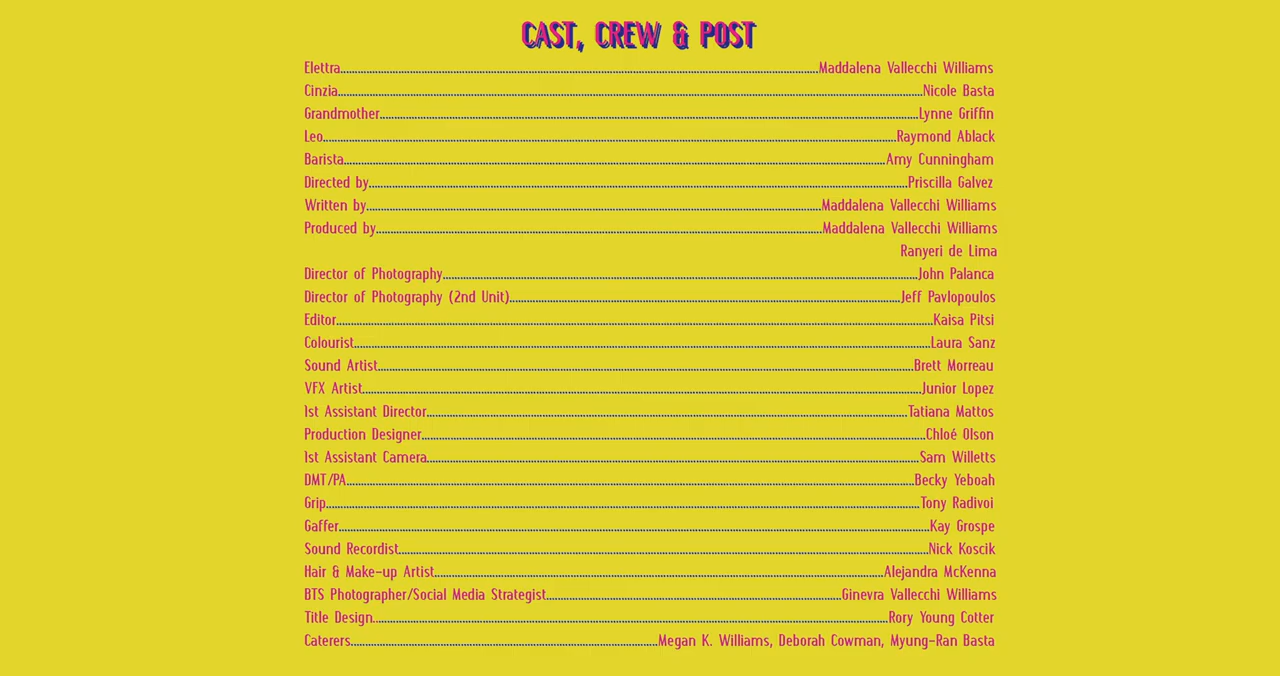 CAST, CREW & POST
Elettra........Maddalena Vallecchi Williams
Cinzia........Nicole Basta
Grandmother........Lynne Griffin
Leo........Raymond Ablack
Barista........Amy Cunningham
Directed by........Priscilla Galvez
Written by........Maddalena Vallecchi Williams
Produced by........Maddalena Vallecchi Williams
Ranyeri de Lima
Director of Photography........John Palanca
Director of Photography (2nd Unit)........Jeff Pavlopoulos
Editor........Kaisa Pitsi
Colourist........Laura Sanz
Sound Artist........Brett Morreau
VFX Artist........Junior Lopez
1st Assistant Director........Tatiana Mattos
Production Designer........Chloé Olson
1st Assistant Camera........Sam Willetts
DMT/PA........Becky Yeboah
Grip........Tony Radivoi
Gaffer........Kay Grospe
Sound Recordist........Nick Koscik
Hair & Make-up Artist........Alejandra McKenna
BTS Photographer/Social Media Strategist........Ginevra Vallecchi Williams
Title Design........Rory Young Cotter
Caterers........Megan K. Williams, Deborah Cowman, Myung-Ran Basta